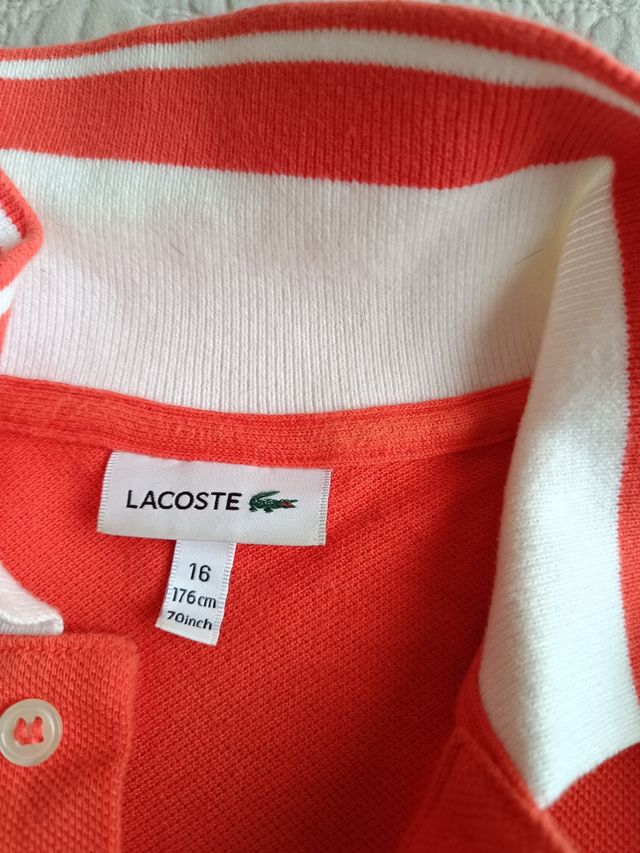 LACOSTE
16
176cm
70inch